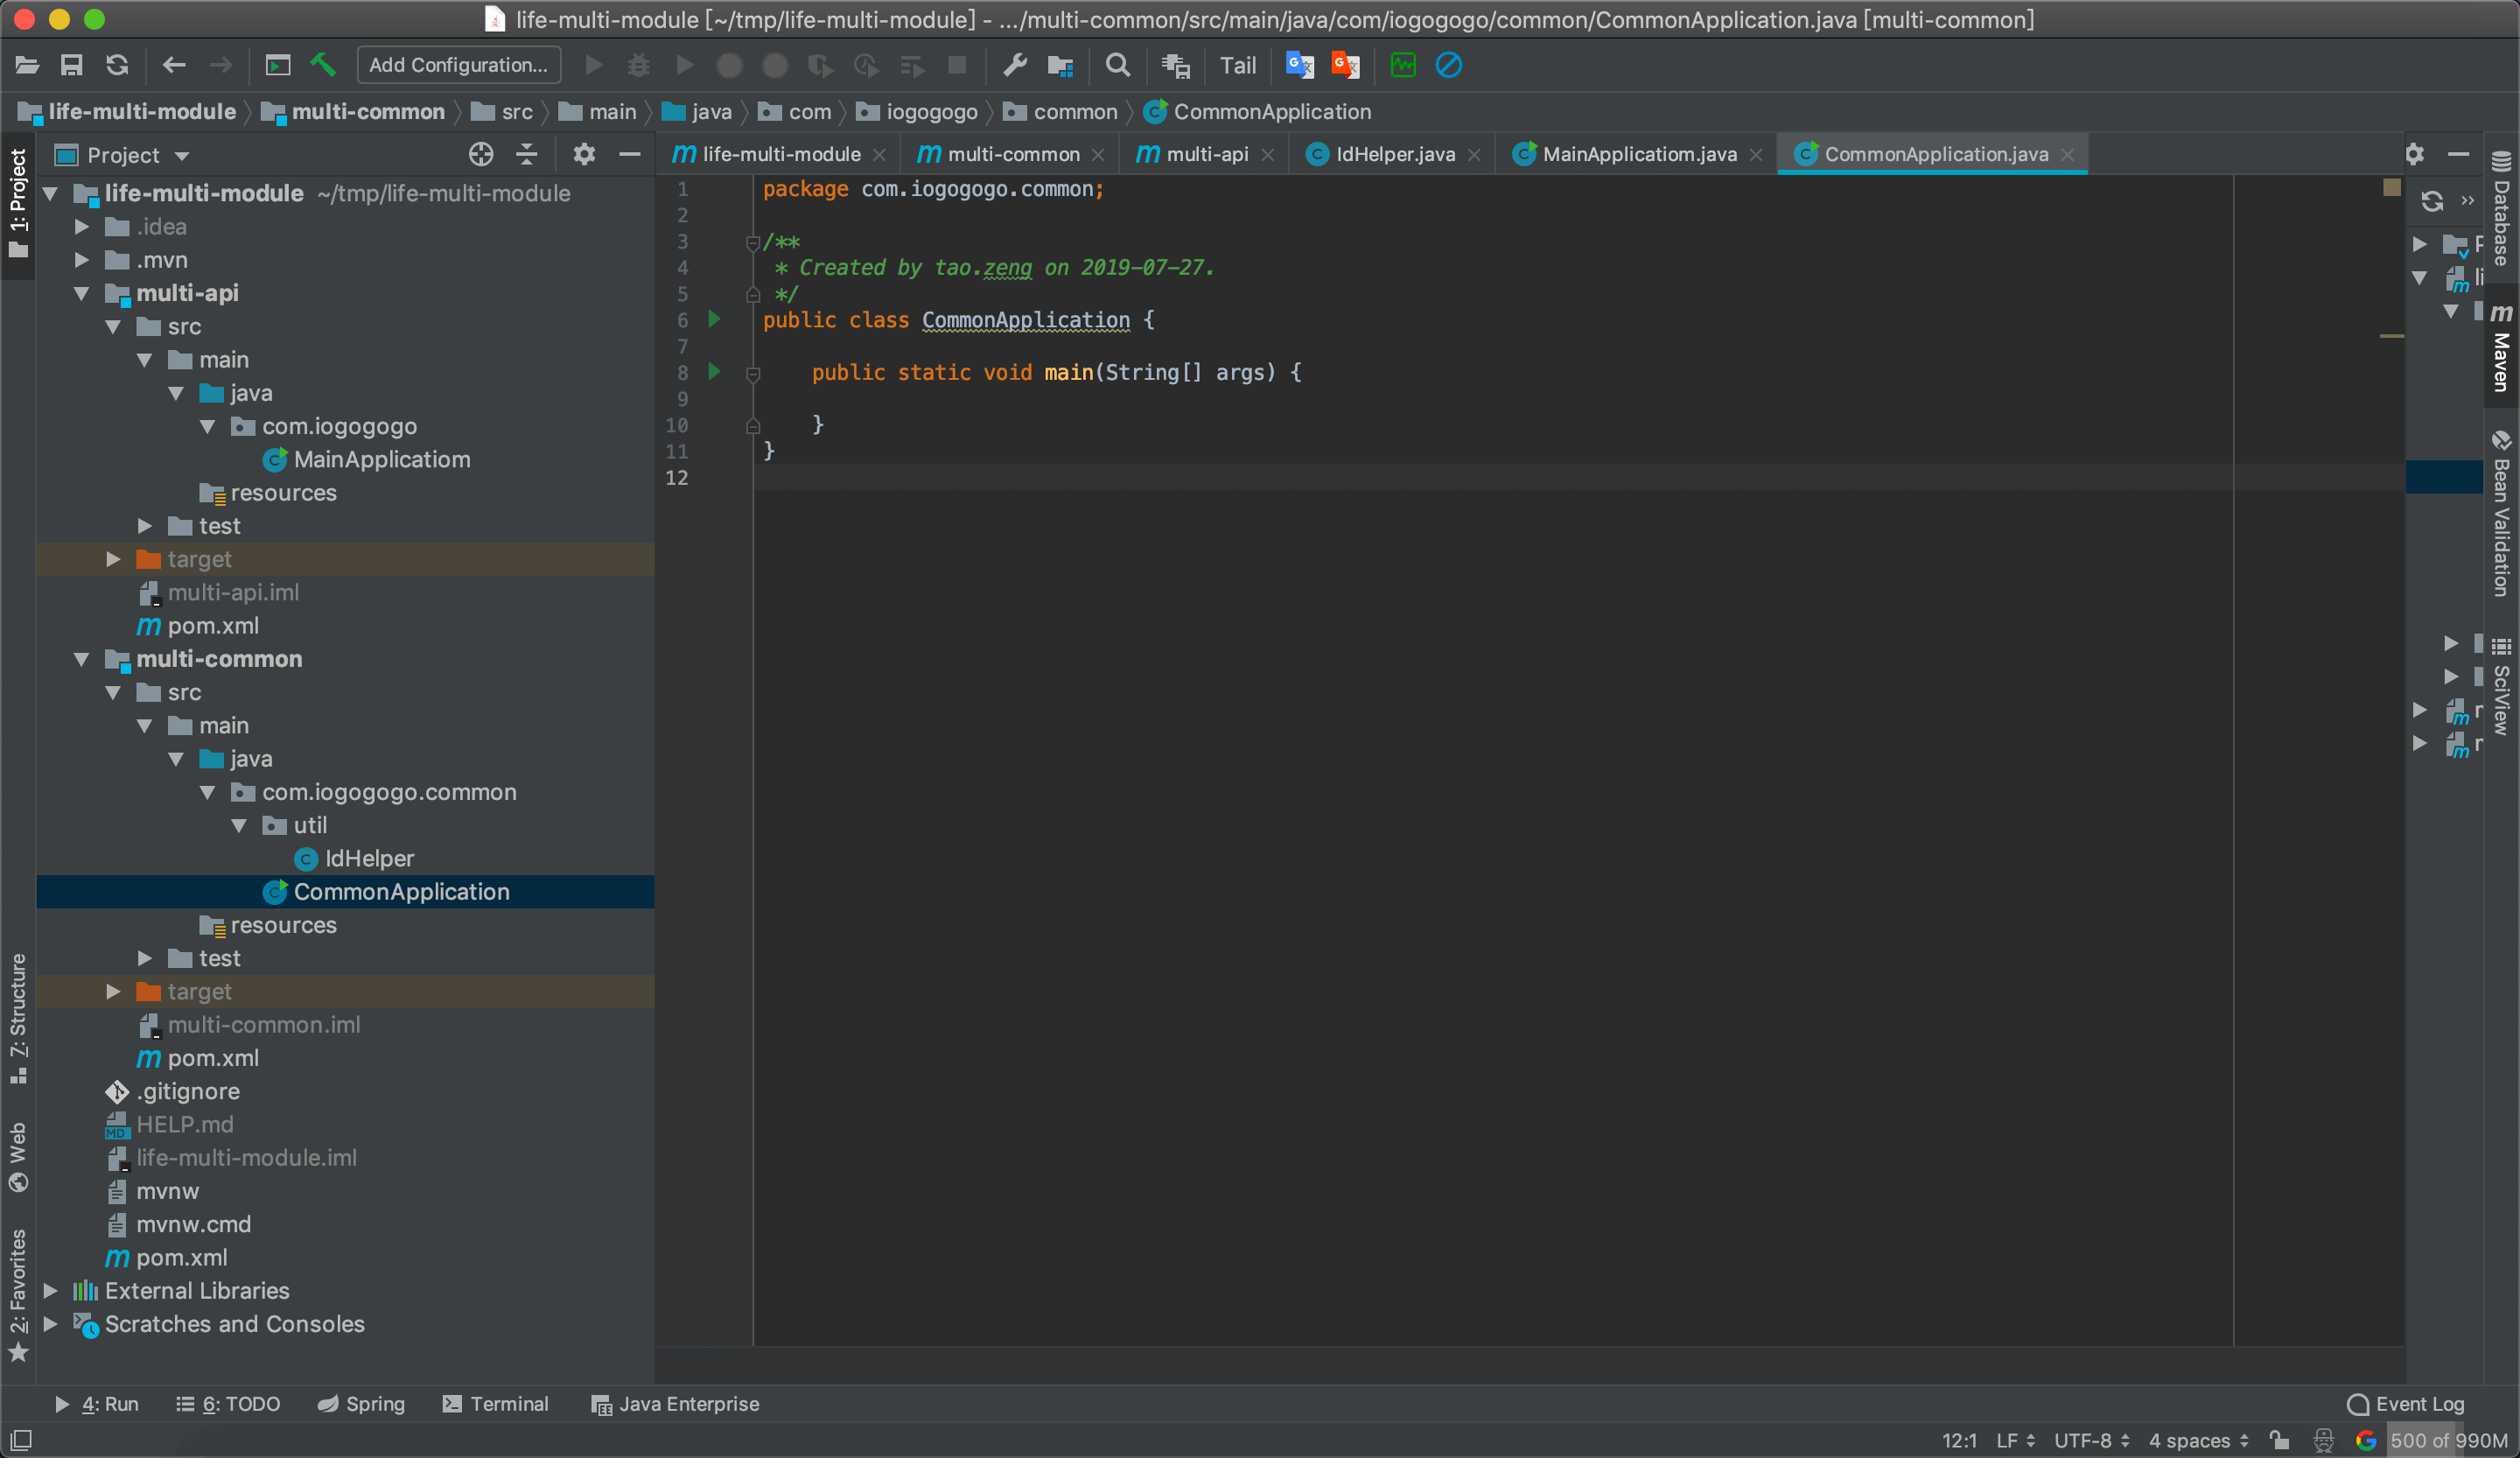 life-multi-module [~/tmp/life-multi-module] - .../multi-common/src/main/java/com/iogogogo/common/CommonApplication.java [multi-common]
Add Configuration...
Tail
life-multi-module
multi-common
src
main
java
com
iogogogo
common
CommonApplication
Project
life-multi-module
multi-common
multi-api
IdHelper.java
MainApplicatiom.java
CommonApplication.java
1: Project
life-multi-module ~/tmp/life-multi-module
.idea
.mvn
multi-api
src
main
java
com.iogogogo
MainApplicatiom
resources
test
target
multi-api.iml
pom.xml
multi-common
src
main
java
com.iogogogo.common
util
IdHelper
CommonApplication
resources
test
target
multi-common.iml
pom.xml
.gitignore
HELP.md
life-multi-module.iml
mvnw
mvnw.cmd
pom.xml
External Libraries
Scratches and Consoles
7: Structure
Web
2: Favorites
1 package com.iogogogo.common;
2
3 /**
4 * Created by tao.zeng on 2019-07-27.
5 */
6 public class CommonApplication {
7
8 public static void main(String[] args) {
9
10 }
11 }
12
Database
Maven
Bean Validation
SciView
4: Run
6: TODO
Spring
Terminal
Java Enterprise
Event Log
12:1
LF
UTF-8
4 spaces
500 of 990M